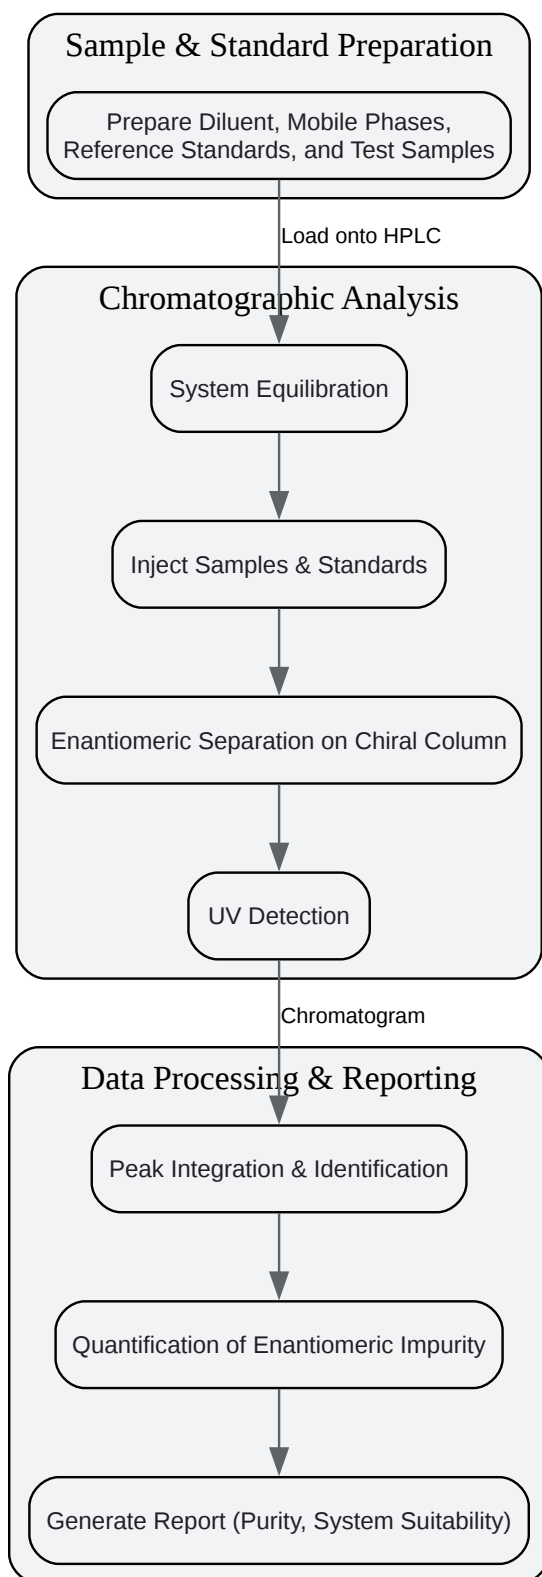 Sample & Standard Preparation
Prepare Diluent, Mobile Phases,
Reference Standards, and Test Samples
Load onto HPLC
Chromatographic Analysis
System Equilibration
Inject Samples & Standards
Enantiomeric Separation on Chiral Column
UV Detection
Chromatogram
Data Processing & Reporting
Peak Integration & Identification
Quantification of Enantiomeric Impurity
Generate Report (Purity, System Suitability)